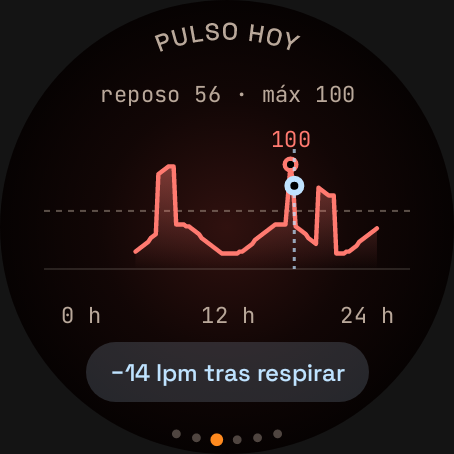 PULSO HOY
reposo 56 · máx 100
100
0 h 12 h 24 h
−14 lpm tras respirar